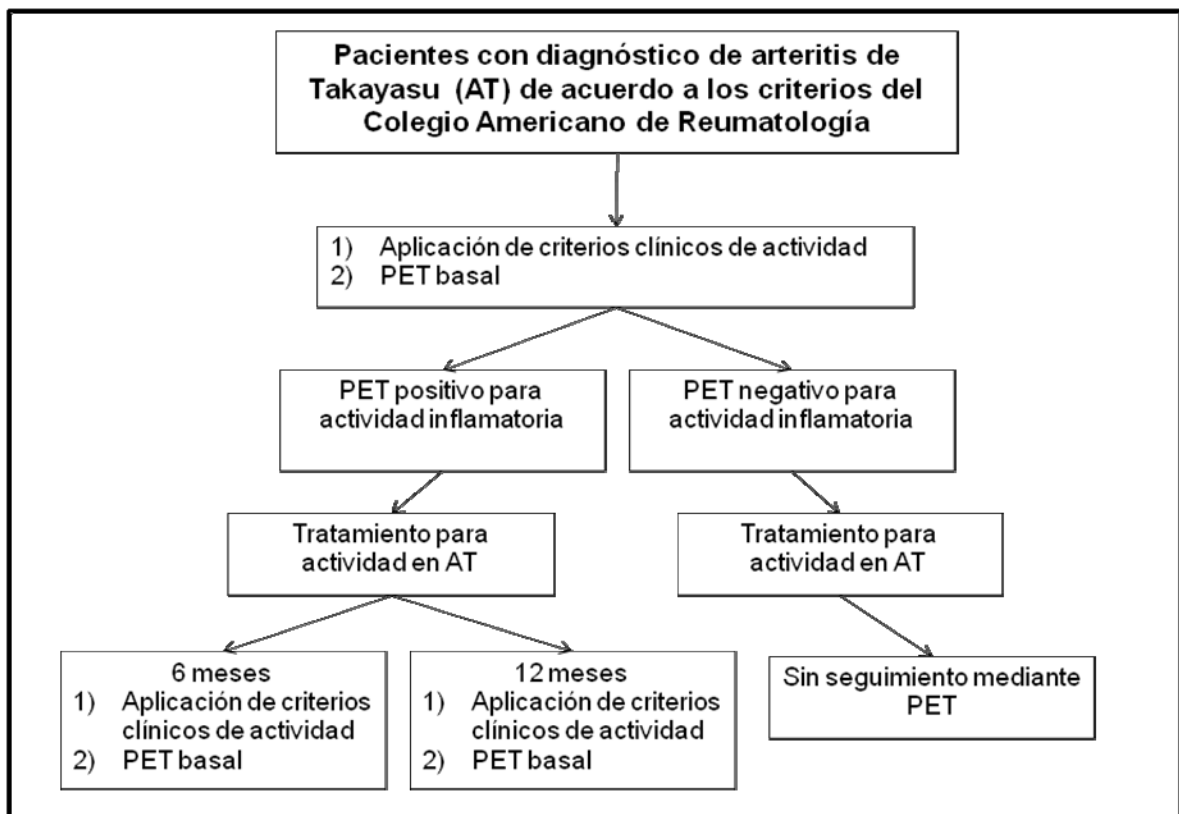 Pacientes con diagnóstico de arteritis de
Takayasu (AT) de acuerdo a los criterios del
Colegio Americano de Reumatología
1) Aplicación de criterios clínicos de actividad
2) PET basal
PET positivo para
actividad inflamatoria
PET negativo para
actividad inflamatoria
Tratamiento para
actividad en AT
Tratamiento para
actividad en AT
6 meses
1) Aplicación de criterios
clínicos de actividad
2) PET basal
12 meses
1) Aplicación de criterios
clínicos de actividad
2) PET basal
Sin seguimiento mediante
PET